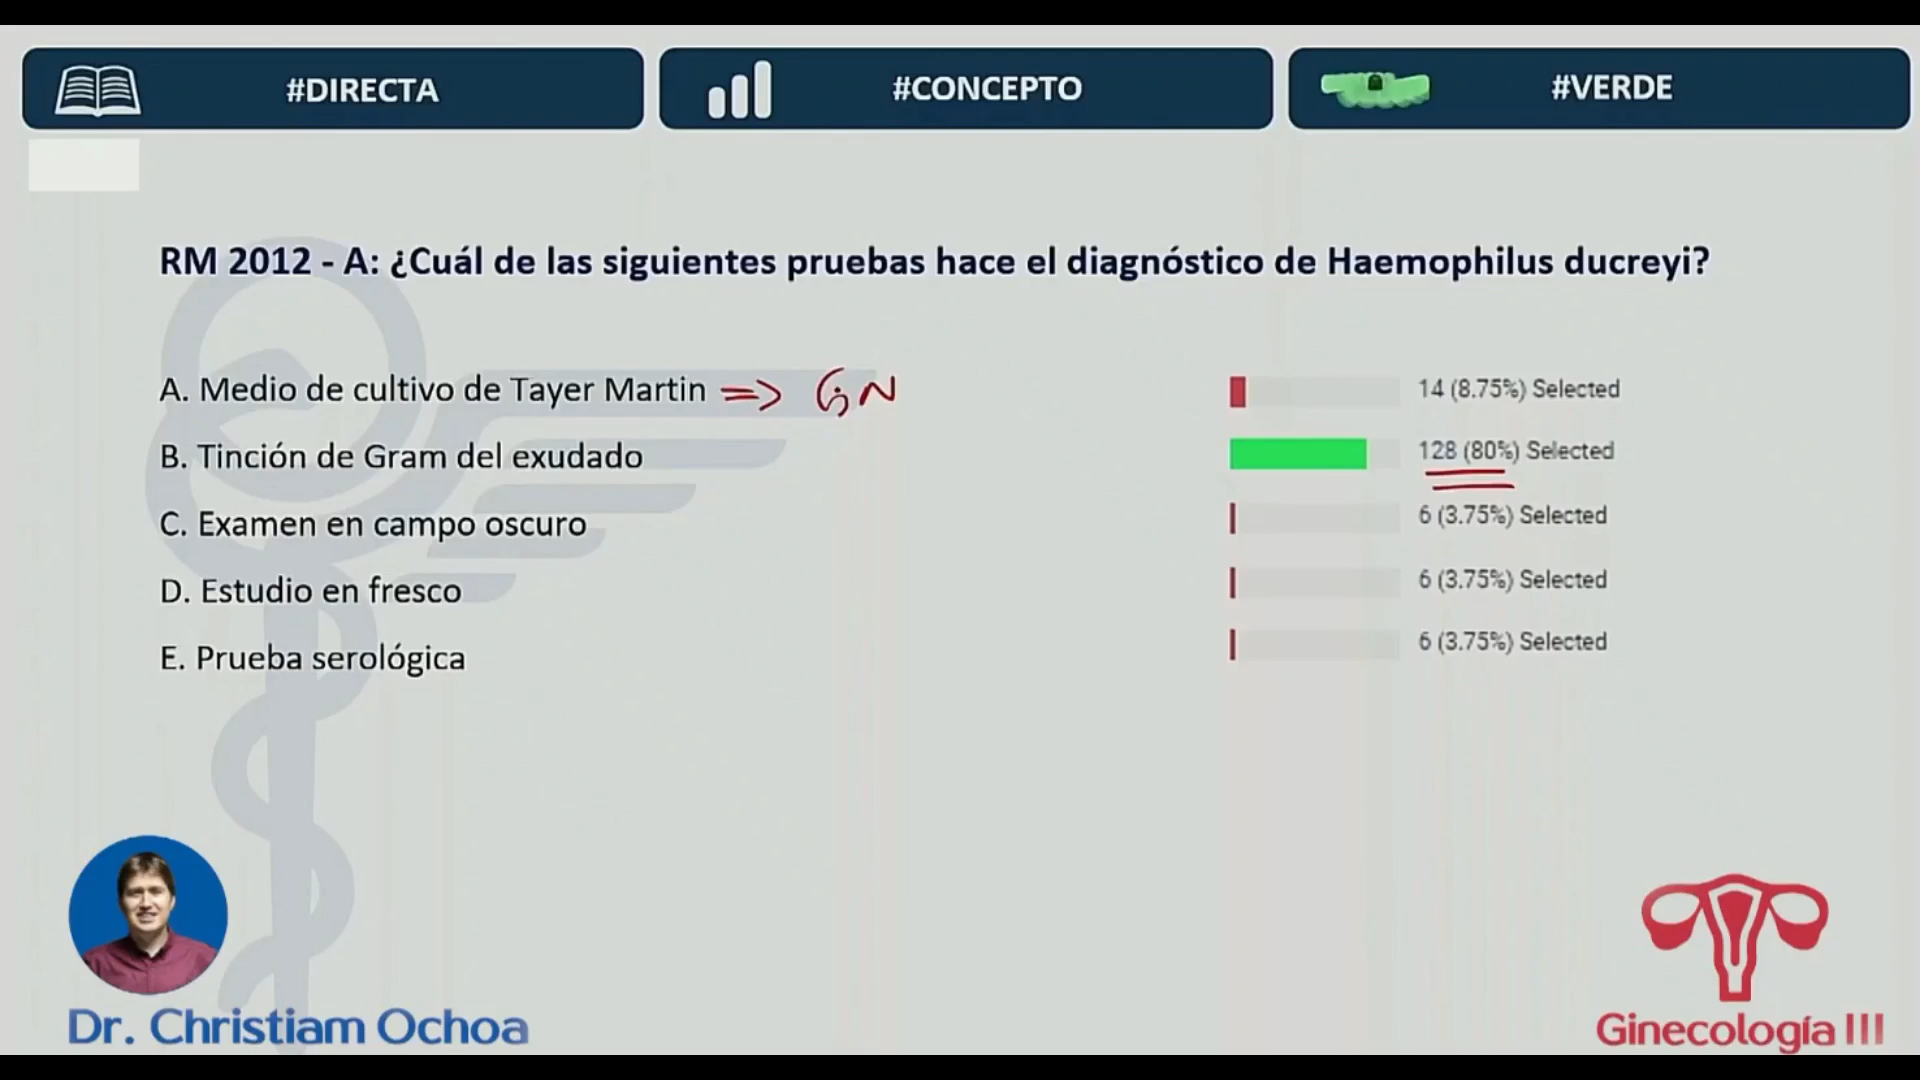 #DIRECTA
#CONCEPTO
#VERDE
RM 2012 - A: ¿Cuál de las siguientes pruebas hace el diagnóstico de Haemophilus ducreyi?
A. Medio de cultivo de Tayer Martin => GN
14 (8.75%) Selected
B. Tinción de Gram del exudado
128 (80%) Selected
C. Examen en campo oscuro
6 (3.75%) Selected
D. Estudio en fresco
6 (3.75%) Selected
E. Prueba serológica
6 (3.75%) Selected
Dr. Christiam Ochoa
Ginecología III